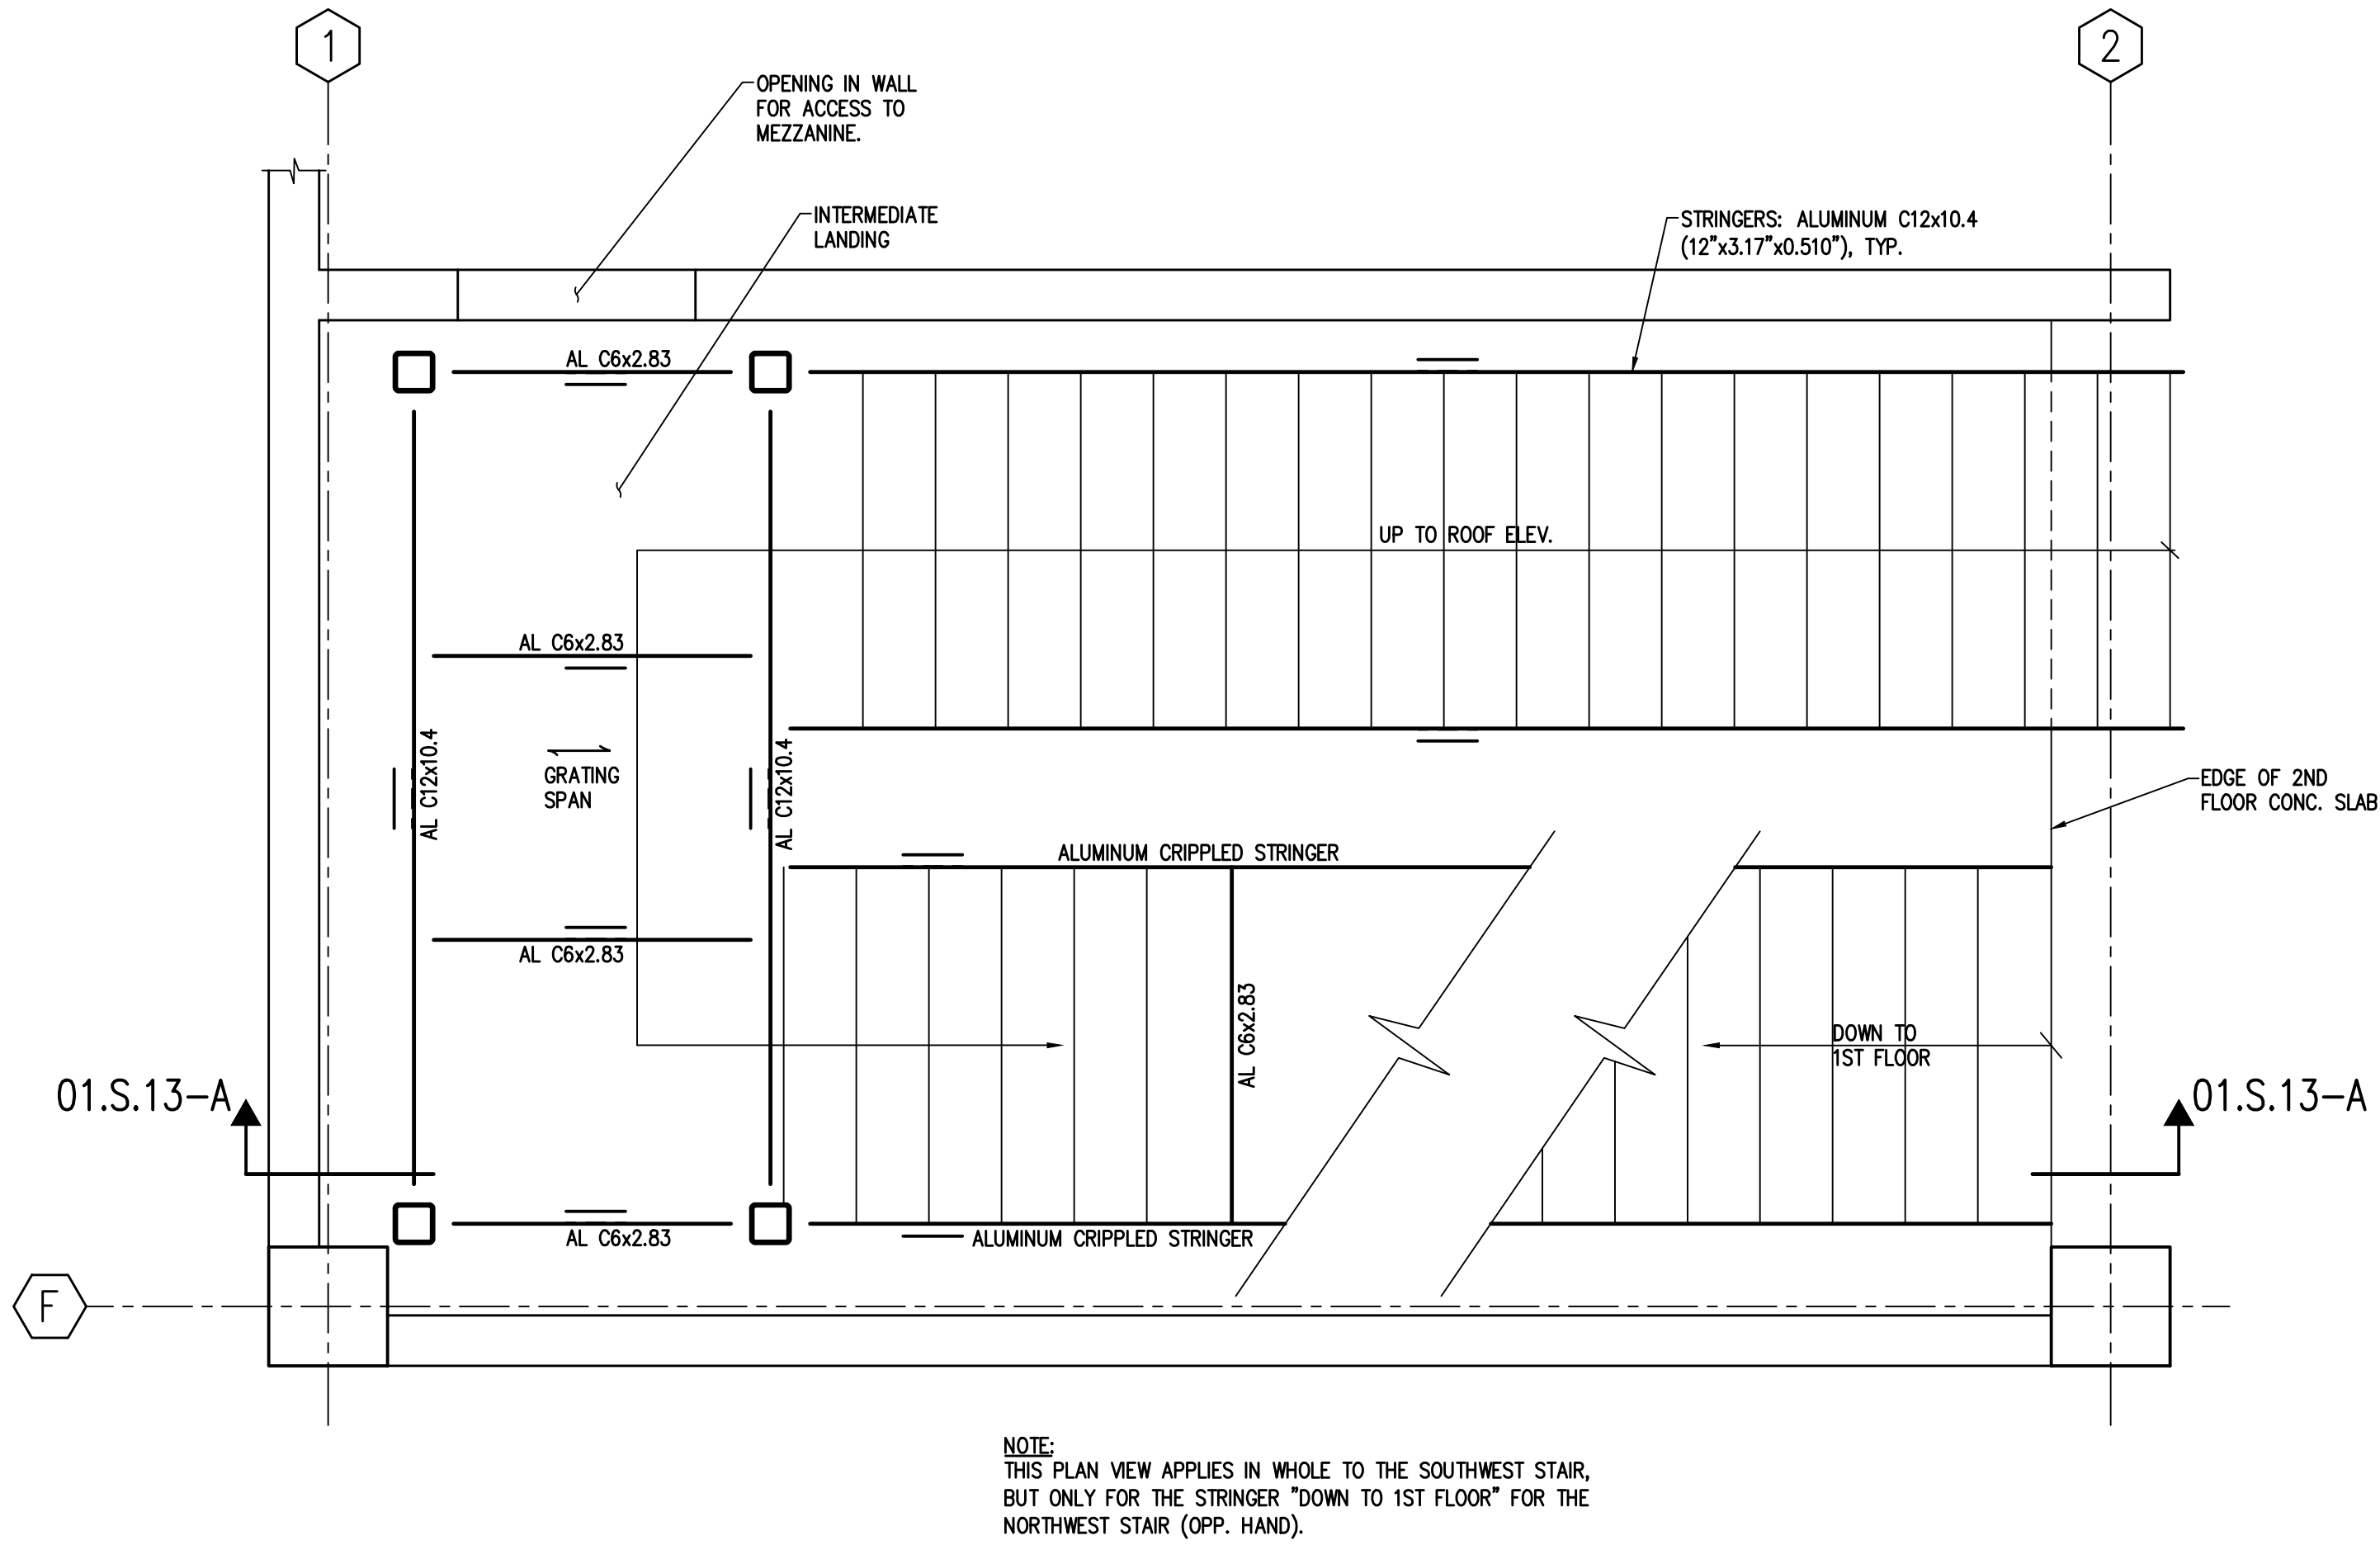 1
2
OPENING IN WALL
FOR ACCESS TO
MEZZANINE.
INTERMEDIATE
LANDING
STRINGERS: ALUMINUM C12x10.4
(12"x3.17"x0.510"), TYP.
AL C6x2.83
UP TO ROOF ELEV.
AL C6x2.83
AL C12x10.4
GRATING
SPAN
AL C12x10.4
EDGE OF 2ND
FLOOR CONC. SLAB
ALUMINUM CRIPPLED STRINGER
AL C6x2.83
AL C6x2.83
DOWN TO
1ST FLOOR
01.S.13-A
01.S.13-A
AL C6x2.83
ALUMINUM CRIPPLED STRINGER
F
NOTE:
THIS PLAN VIEW APPLIES IN WHOLE TO THE SOUTHWEST STAIR,
BUT ONLY FOR THE STRINGER "DOWN TO 1ST FLOOR" FOR THE
NORTHWEST STAIR (OPP. HAND).